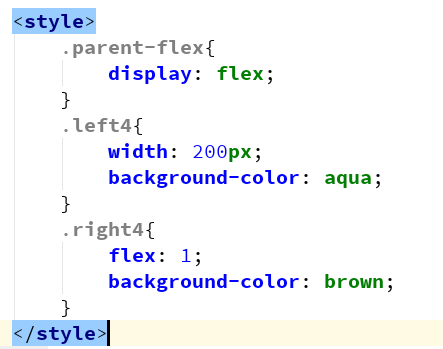 <style>
.parent-flex{
display: flex;
}
.left4{
width: 200px;
background-color: aqua;
}
.right4{
flex: 1;
background-color: brown;
}
</style>